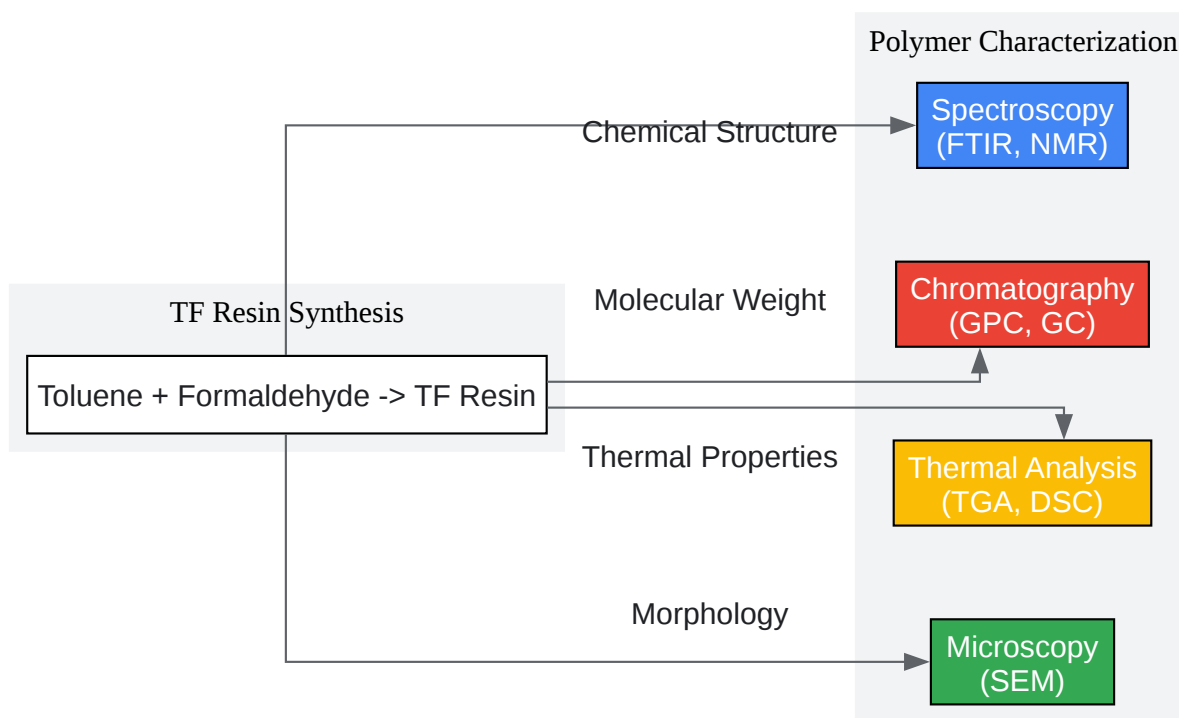 Polymer Characterization
Spectroscopy
(FTIR, NMR)
Chemical Structure
Chromatography
(GPC, GC)
Molecular Weight
TF Resin Synthesis
Toluene + Formaldehyde -> TF Resin
Thermal Properties
Thermal Analysis
(TGA, DSC)
Morphology
Microscopy
(SEM)